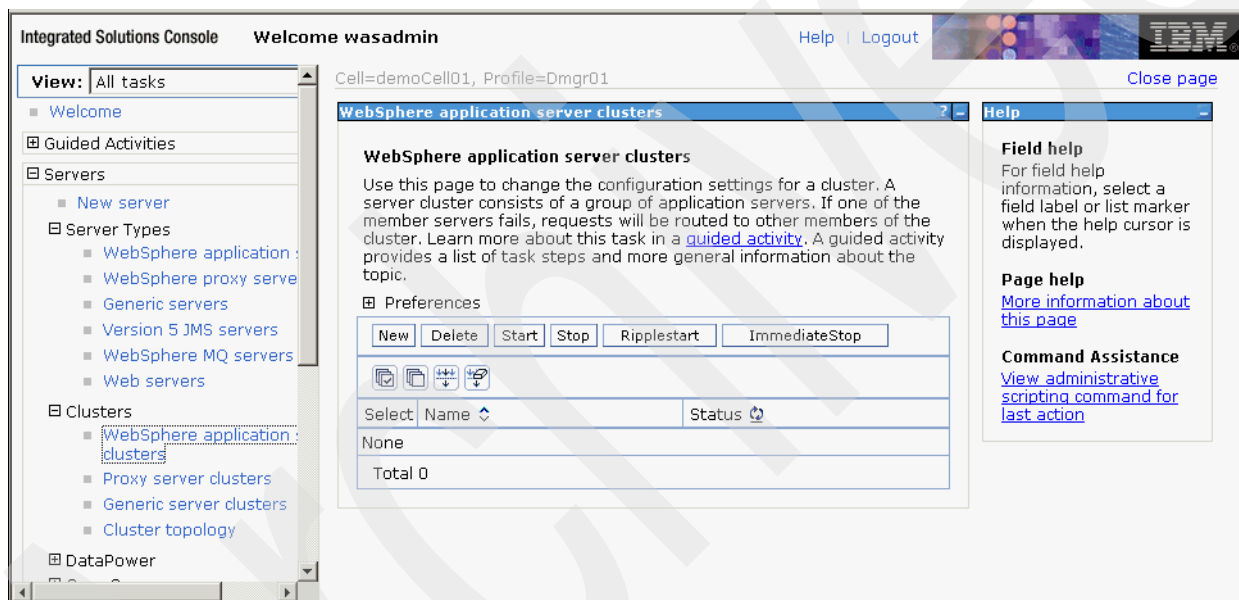 Integrated Solutions Console Welcome wasadmin Help | Logout IBM®
View: All tasks
Welcome
Guided Activities
Servers
New server
Server Types
WebSphere application
WebSphere proxy serve
Generic servers
Version 5 JMS servers
WebSphere MQ servers
Web servers
Clusters
WebSphere application
clusters
Proxy server clusters
Generic server clusters
Cluster topology
DataPower
Cell=demoCell01, Profile=Dmgr01 Close page
WebSphere application server clusters ? -
WebSphere application server clusters
Use this page to change the configuration settings for a cluster. A
server cluster consists of a group of application servers. If one of the
member servers fails, requests will be routed to other members of the
cluster. Learn more about this task in a guided activity. A guided activity
provides a list of task steps and more general information about the
topic.
Preferences
New Delete Start Stop Ripplestart ImmediateStop
Select Name Status
None
Total 0
Help -
Field help
For field help
information, select a
field label or list marker
when the help cursor is
displayed.
Page help
More information about
this page
Command Assistance
View administrative
scripting command for
last action